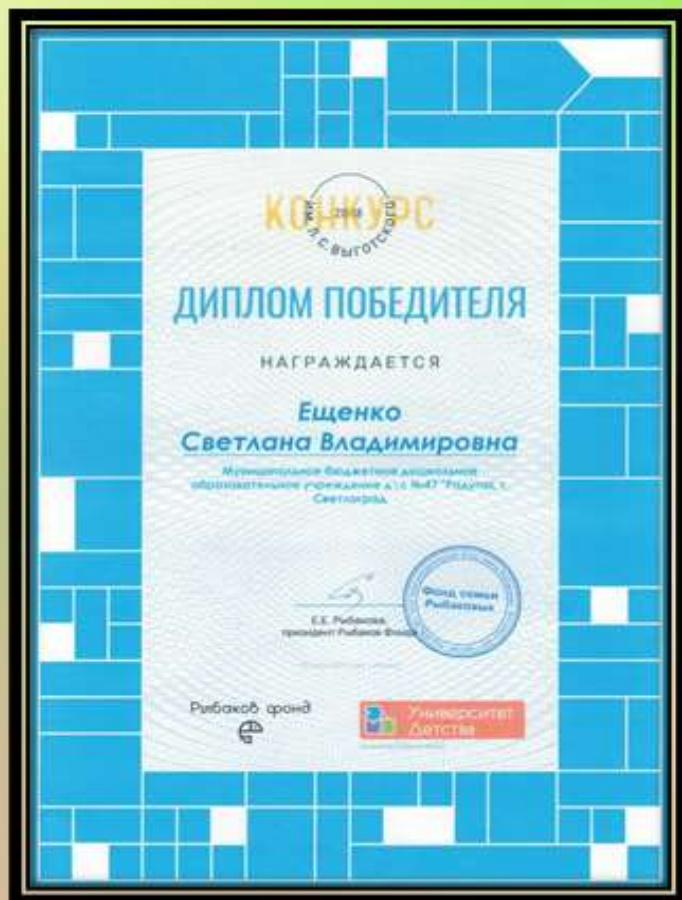 КОНКУРС
ИМ. Л.С. ВЫГОТСКОГО
ДИПЛОМ ПОБЕДИТЕЛЯ
НАГРАЖДАЕТСЯ
Ещенко
Светлана Владимировна
Муниципальное бюджетное дошкольное
образовательное учреждение д\с №47 "Радуга, г.
Светлоград
Е.Е. Рыбакова,
президент Рыбаков Фонда
Фонд семьи
Рыбаковых
Рыбаков фонд
Университет
Детства